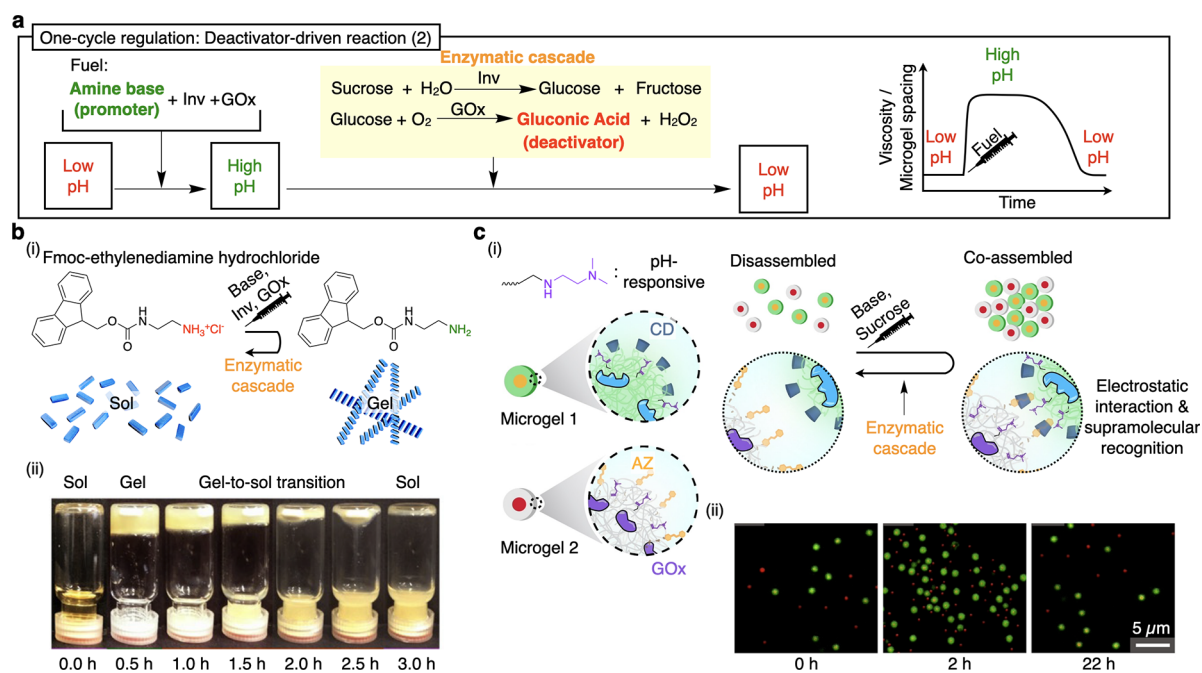 a
One-cycle regulation: Deactivator-driven reaction (2)
Fuel:
Amine base
(promoter)
+ Inv +GOx
Low
pH
High
pH
Enzymatic cascade
Sucrose + H₂O Inv Glucose + Fructose
Glucose + O₂ GOx Gluconic Acid + H₂O₂
(deactivator)
Low
pH
Viscosity /
Microgel spacing
High
pH
Low
pH
Fuel
Low
pH
Time
b
(i)
Fmoc-ethylenediamine hydrochloride
O
O
H
N
NH₃⁺Cl⁻
Base,
Inv, GOx
Enzymatic
cascade
O
O
H
N
NH₂
Sol
Gel
(ii)
Sol
Gel
Gel-to-sol transition
Sol
0.0 h
0.5 h
1.0 h
1.5 h
2.0 h
2.5 h
3.0 h
c
(i)
N
H
N
:
pH-
responsive
CD
Microgel 1
AZ
Microgel 2
GOx
Disassembled
Base,
Sucrose
Co-assembled
Enzymatic
cascade
Electrostatic
interaction &
supramolecular
recognition
(ii)
5 µm
0 h
2 h
22 h